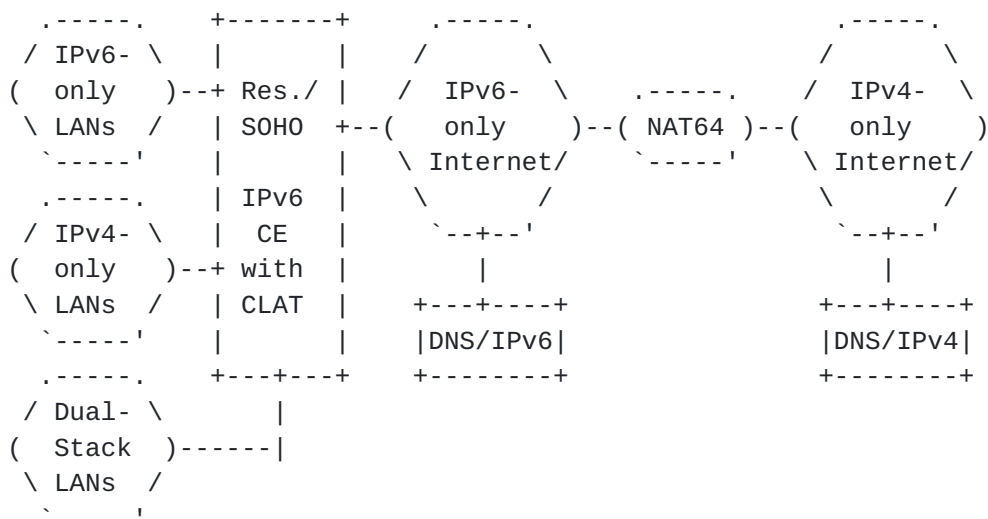 IPv6-
only
LANs
Res./
SOHO
IPv6
CE
with
CLAT
IPv4-
only
LANs
Dual-
Stack
LANs
IPv6-
only
Internet
DNS/IPv6
NAT64
IPv4-
only
Internet
DNS/IPv4